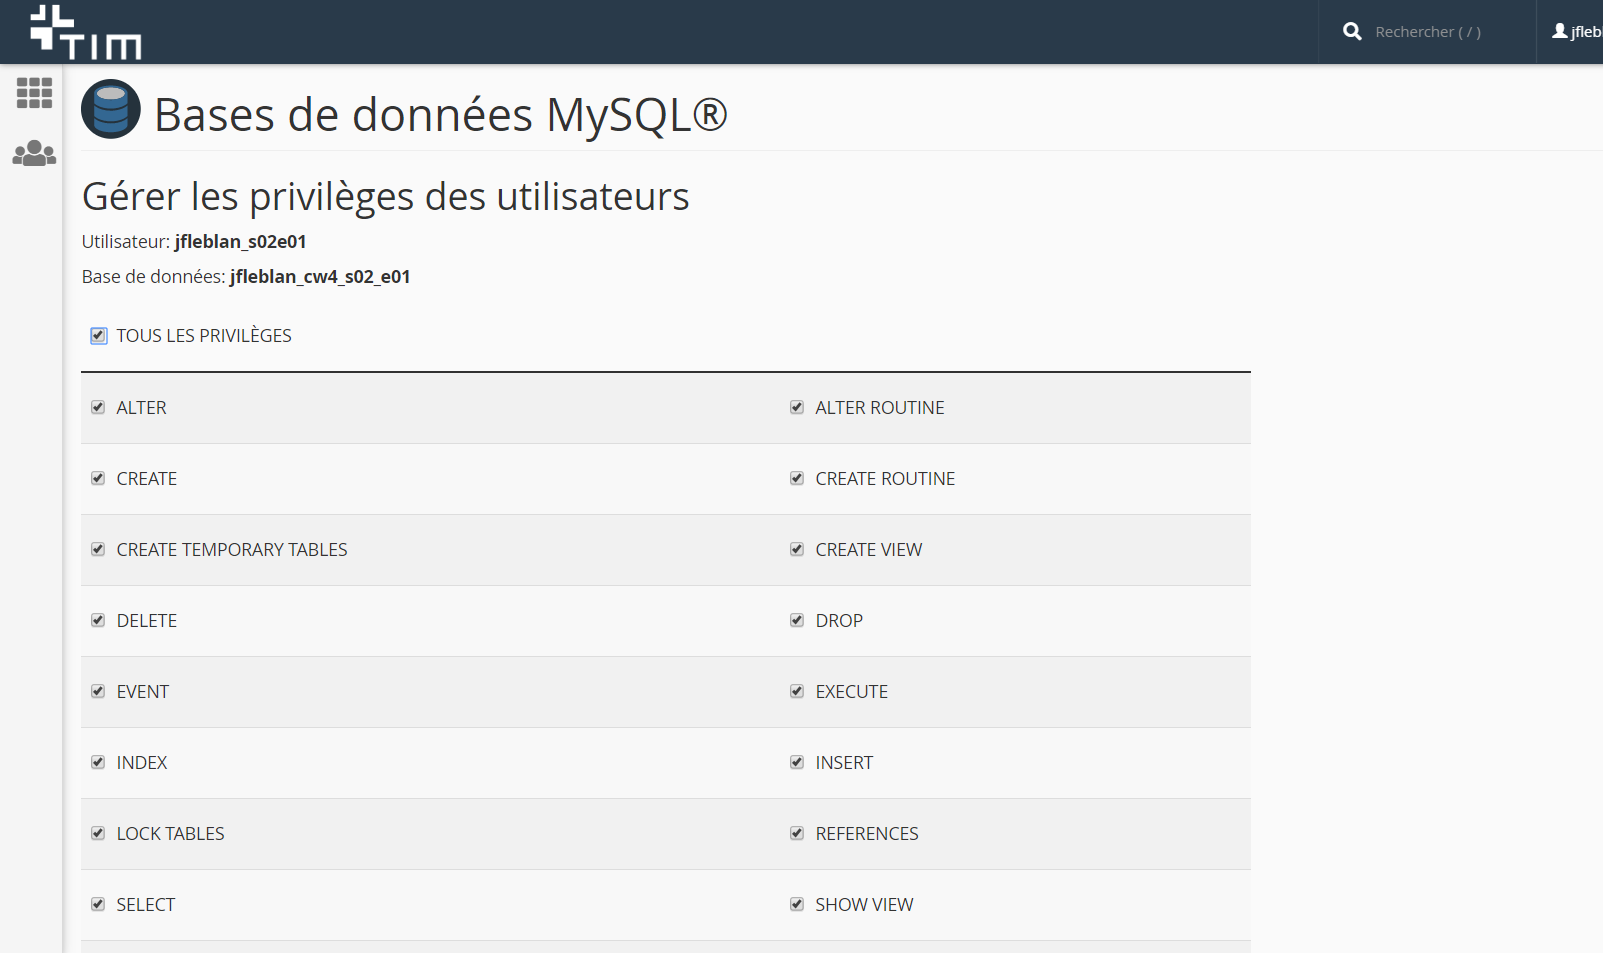 TIM
Rechercher ( / )
jfleb
Bases de données MySQL®
Gérer les privilèges des utilisateurs
Utilisateur: jfleblan_s02e01
Base de données: jfleblan_cw4_s02_e01
TOUS LES PRIVILÈGES
ALTER
ALTER ROUTINE
CREATE
CREATE ROUTINE
CREATE TEMPORARY TABLES
CREATE VIEW
DELETE
DROP
EVENT
EXECUTE
INDEX
INSERT
LOCK TABLES
REFERENCES
SELECT
SHOW VIEW